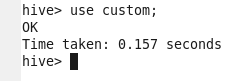 hive> use custom;
OK
Time taken: 0.157 seconds
hive>